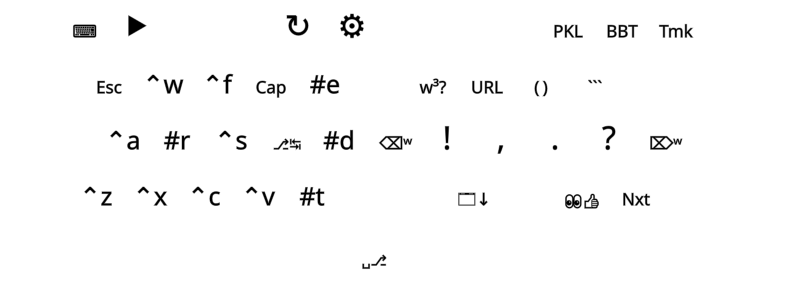 ⌨ ▶ ↻ ⚙ PKL BBT Tmk
Esc ^w ^f Cap #e w³? URL () ```
^a #r ^s ⎇↹ #d ⌫ʷ ! , . ? ⌦ʷ
^z ^x ^c ^v #t 🗔↓ 👀👍 Nxt
␣⎇